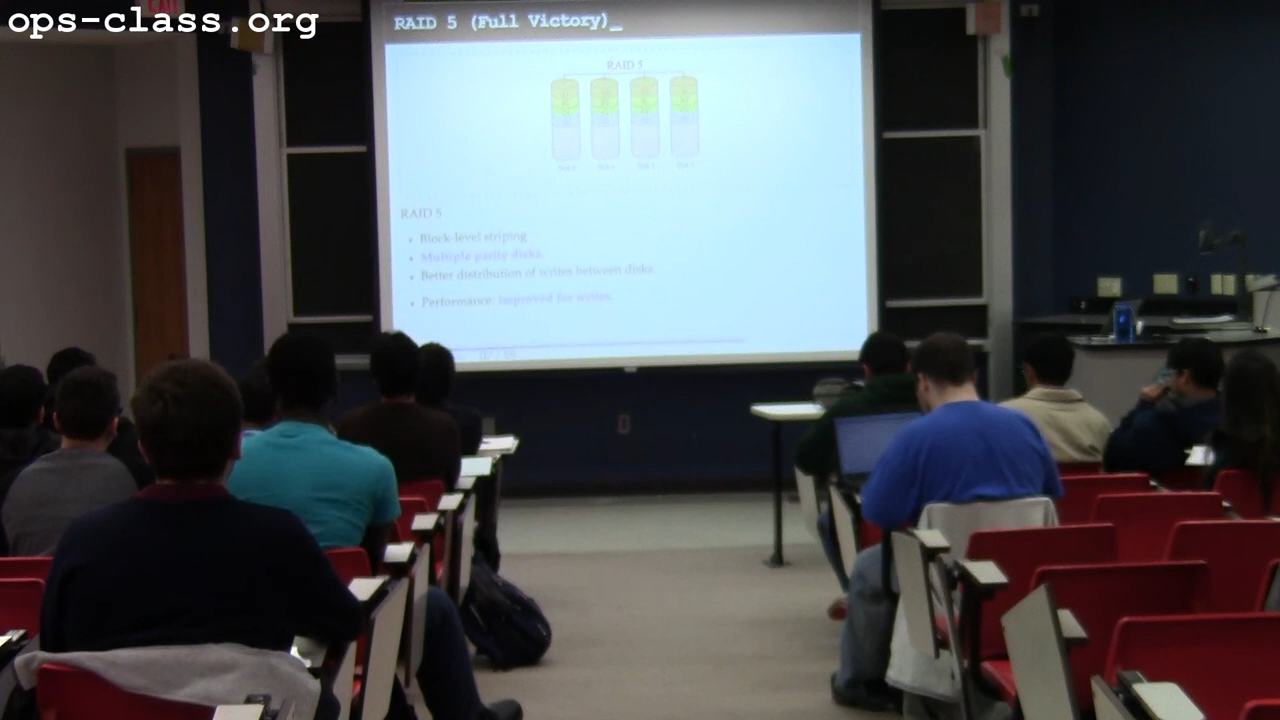 EXIT
ops-class.org
RAID 5 (Full Victory)_
RAID 5
RAID 5
• Block-level striping
• Multiple parity disks.
• Better distribution of writes between disks.
• Performance: improved for writes.